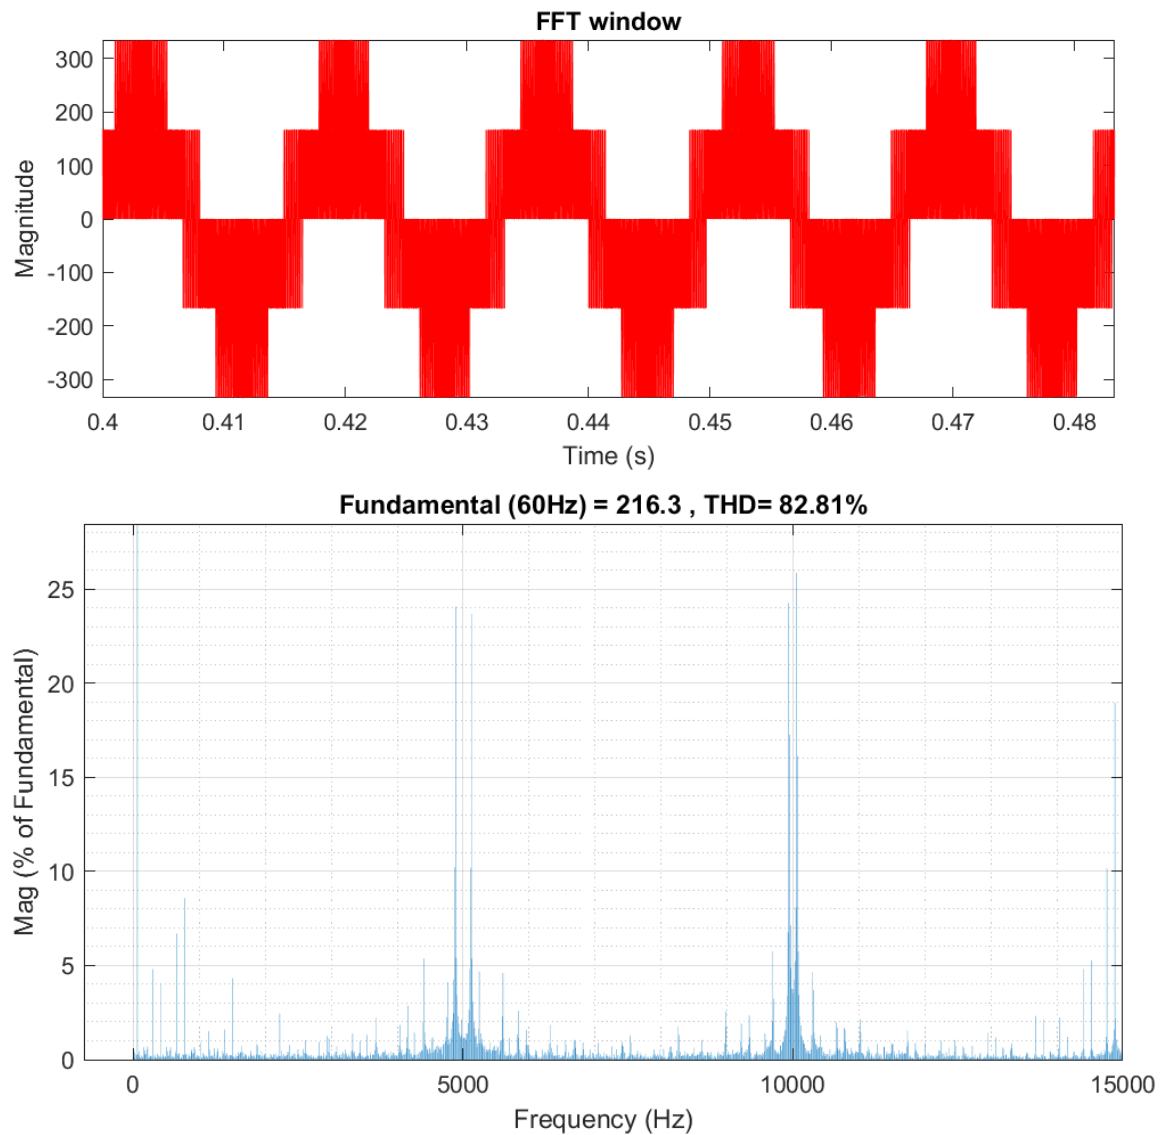 FFT window
Magnitude
300
200
100
0
-100
-200
-300
0.4 0.41 0.42 0.43 0.44 0.45 0.46 0.47 0.48
Time (s)
Fundamental (60Hz) = 216.3 , THD= 82.81%
Mag (% of Fundamental)
25
20
15
10
5
0
0 5000 10000 15000
Frequency (Hz)